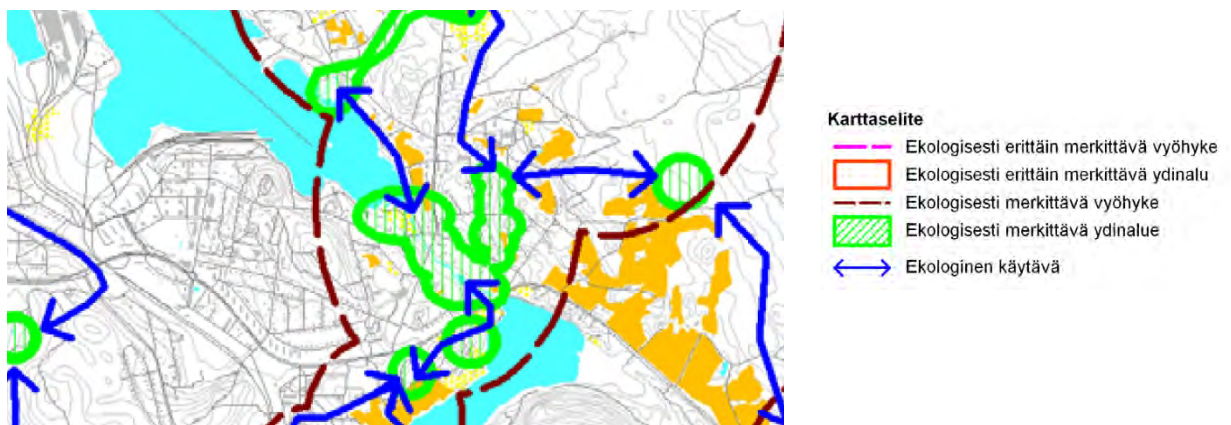 Karttaselite
Ekologisesti erittäin merkittävä vyöhyke
Ekologisesti erittäin merkittävä ydinalu
Ekologisesti merkittävä vyöhyke
Ekologisesti merkittävä ydinalue
Ekologinen käytävä